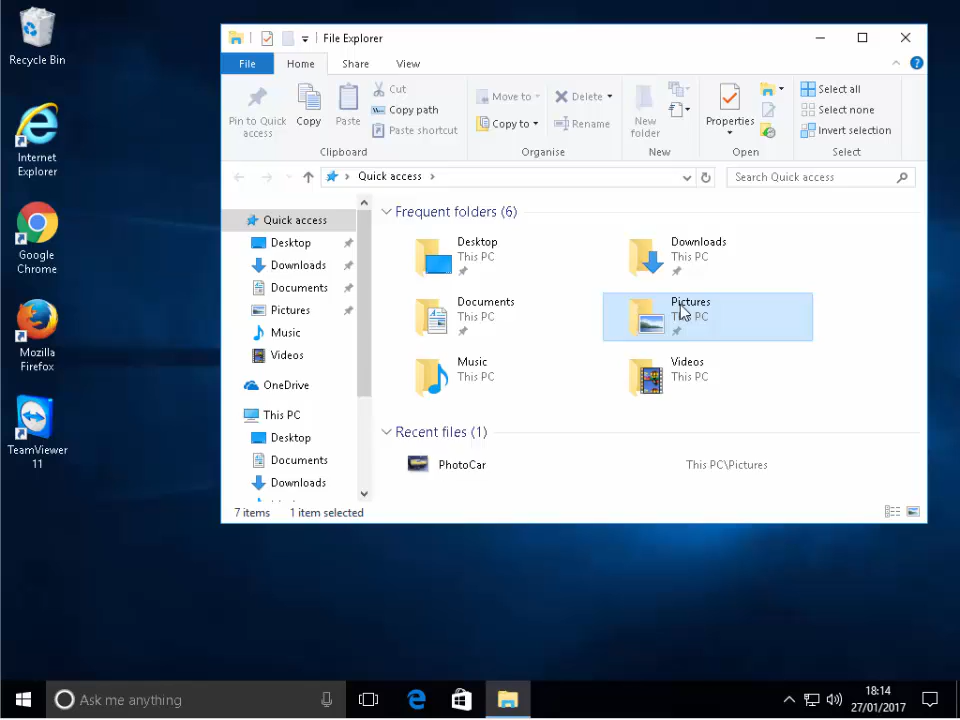 Recycle Bin
Internet
Explorer
Google
Chrome
Mozilla
Firefox
TeamViewer
11
File Explorer
File
Home
Share
View
Pin to Quick
access
Copy
Paste
Cut
Copy path
Paste shortcut
Clipboard
Move to
Copy to
Delete
Rename
Organise
New
folder
New
Properties
Open
Select all
Select none
Invert selection
Select
Quick access
Search Quick access
Quick access
Desktop
Downloads
Documents
Pictures
Music
Videos
OneDrive
This PC
Desktop
Documents
Downloads
Frequent folders (6)
Desktop
This PC
Downloads
This PC
Documents
This PC
Pictures
This PC
Music
This PC
Videos
This PC
Recent files (1)
PhotoCar
This PC\Pictures
7 items
1 item selected
Ask me anything
18:14
27/01/2017